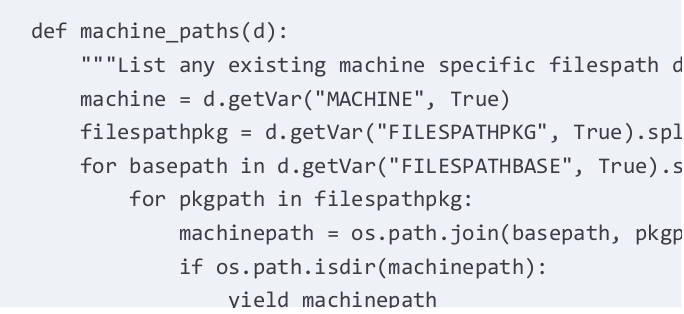 def machine_paths(d):
"""List any existing machine specific filespath d
machine = d.getVar("MACHINE", True)
filespathpkg = d.getVar("FILESPATHPKG", True).spl
for basepath in d.getVar("FILESPATHBASE", True).s
for pkgpath in filespathpkg:
machinepath = os.path.join(basepath, pkgp
if os.path.isdir(machinepath):
yield machinepath